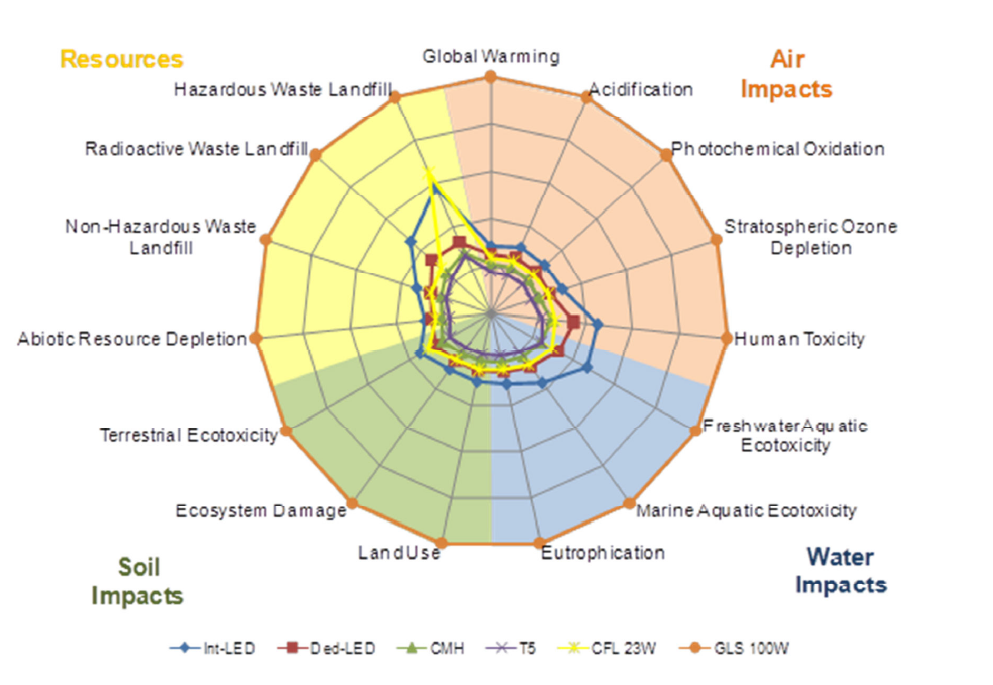 Resources
Global Warming
Air
Impacts
Hazardous Waste Landfill
Acidification
Radioactive Waste Landfill
Photochemical Oxidation
Non-Hazardous Waste
Landfill
Stratospheric Ozone
Depletion
Abiotic Resource Depletion
Human Toxicity
Terrestrial Ecotoxicity
Freshwater Aquatic
Ecotoxicity
Ecosystem Damage
Marine Aquatic Ecotoxicity
Land Use
Eutrophication
Soil
Impacts
Water
Impacts
Int-LED Ded-LED CMH T5 CFL 23W GLS 100W